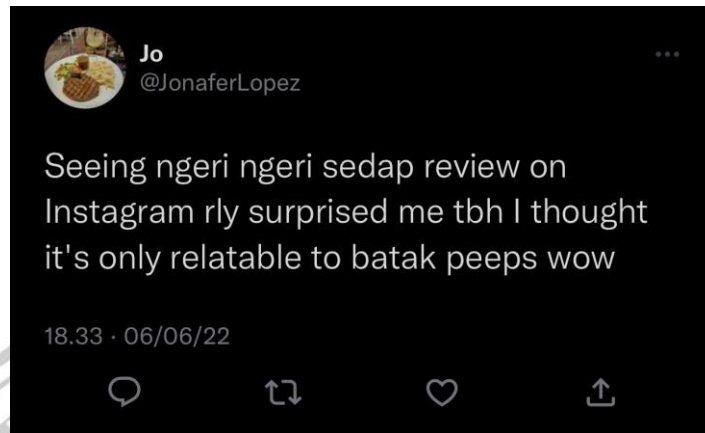 Jo
@JonaferLopez
Seeing ngeri ngeri sedap review on
Instagram rly surprised me tbh I thought
it's only relatable to batak peeps wow
18.33 · 06/06/22